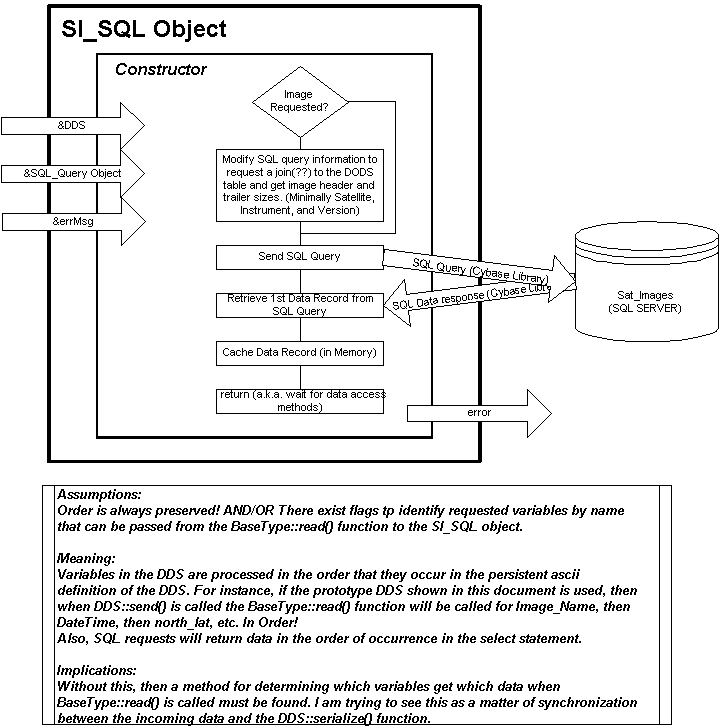 SI_SQL Object
Constructor
Image
Requested?
&DDS
&SQL_Query Object
&errMsg
Modify SQL query information to
request a join(??) to the DODS
table and get image header and
trailer sizes. (Minimally Satellite,
Instrument, and Version)
Send SQL Query
SQL Query (Cybase Library)
Retrieve 1st Data Record from
SQL Query
SQL Data response (Cybase Libr
Sat_Images
(SQL SERVER)
Cache Data Record (in Memory)
return (a.k.a. wait for data access
methods)
error
Assumptions:
Order is always preserved! AND/OR There exist flags tp identify requested variables by name
that can be passed from the BaseType::read() function to the SI_SQL object.
Meaning:
Variables in the DDS are processed in the order that they occur in the persistent ascii
definition of the DDS. For instance, if the prototype DDS shown in this document is used, then
when DDS::send() is called the BaseType::read() function will be called for Image_Name, then
DateTime, then north_lat, etc. In Order!
Also, SQL requests will return data in the order of occurrence in the select statement.
Implications:
Without this, then a method for determining which variables get which data when
BaseType::read() is called must be found. I am trying to see this as a matter of synchronization
between the incoming data and the DDS::serialize() function.